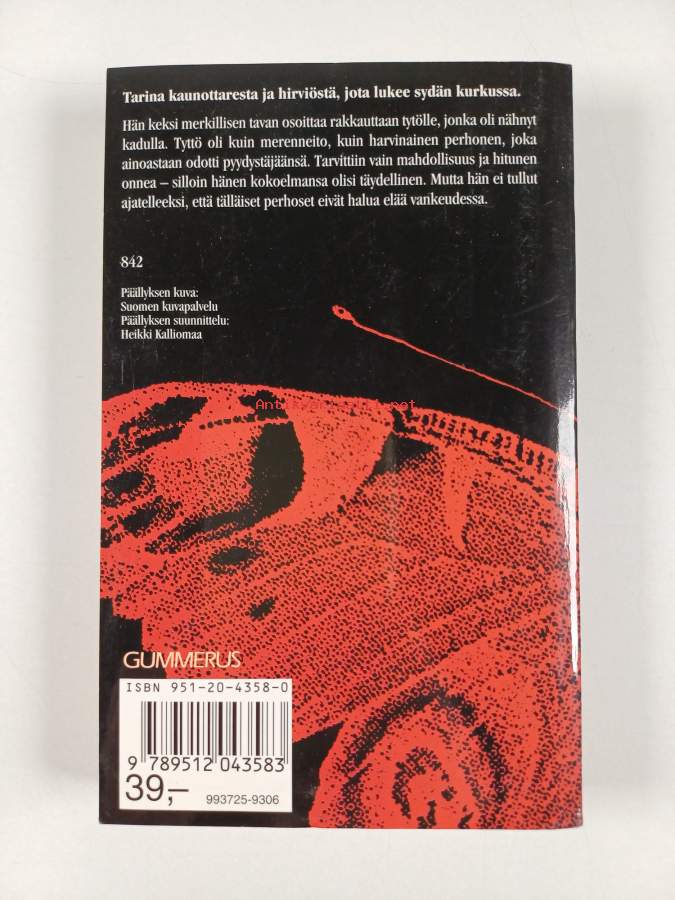 Tarina kaunottaresta ja hirviöstä, jota lukee sydän kurkussa.
Hän keksi merkillisen tavan osoittaa rakkauttaan tytölle, jonka oli nähnyt
kadulla. Tyttö oli kuin merenneito, kuin harvinainen perhonen, joka
ainoastaan odotti pyydystäjäänsä. Tarvittiin vain mahdollisuus ja hitunen
onnea – silloin hänen kokoelmansa olisi täydellinen. Mutta hän ei tullut
ajatelleeksi, että tälläiset perhoset eivät halua elää vankeudessa.
842
Päällyksen kuva:
Suomen kuvapalvelu
Päällyksen suunnittelu:
Heikki Kalliomaa
GUMMERUS
ISBN 951-20-4358-0
9 789512 043583
39,–
993725-9306